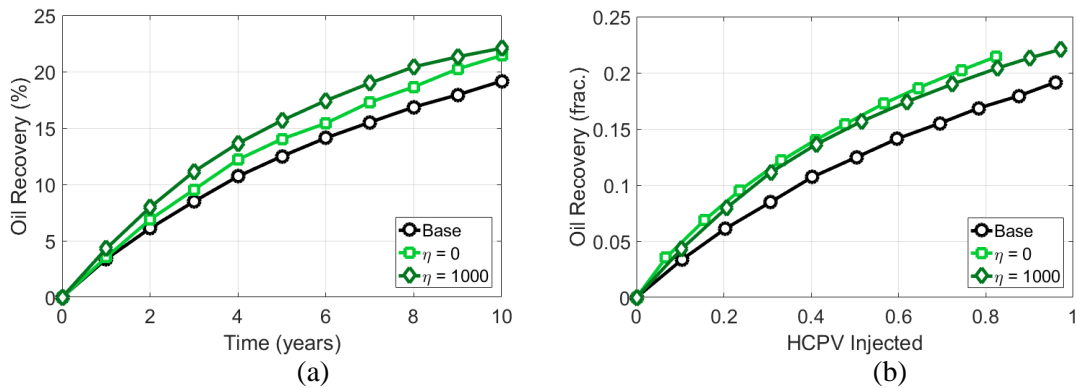 25
20
15
10
5
0
Oil Recovery (%)
0 2 4 6 8 10
Time (years)
Base
η = 0
η = 1000
(a)
0.25
0.2
0.15
0.1
0.05
0
Oil Recovery (frac.)
0 0.2 0.4 0.6 0.8 1
HCPV Injected
Base
η = 0
η = 1000
(b)